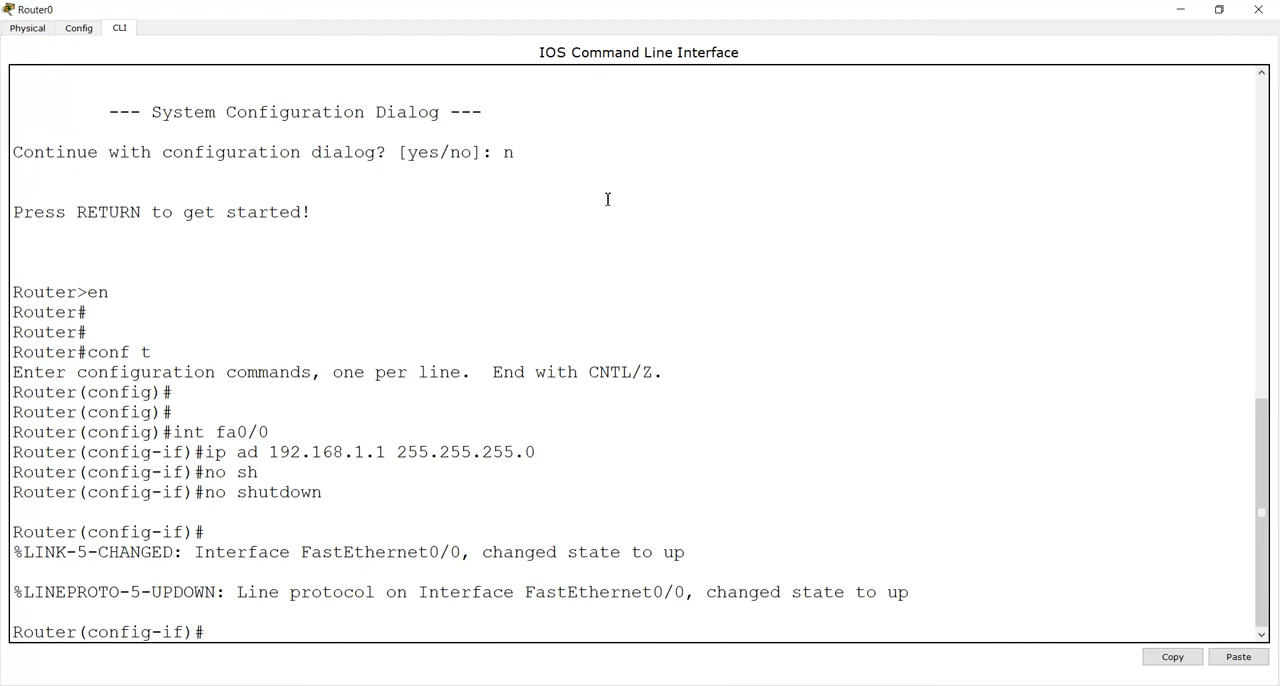 Router0
Physical Config CLI
IOS Command Line Interface
--- System Configuration Dialog ---
Continue with configuration dialog? [yes/no]: n
Press RETURN to get started!
Router>en
Router#
Router#
Router#conf t
Enter configuration commands, one per line.  End with CNTL/Z.
Router(config)#
Router(config)#
Router(config)#int fa0/0
Router(config-if)#ip ad 192.168.1.1 255.255.255.0
Router(config-if)#no sh
Router(config-if)#no shutdown
Router(config-if)#
%LINK-5-CHANGED: Interface FastEthernet0/0, changed state to up
%LINEPROTO-5-UPDOWN: Line protocol on Interface FastEthernet0/0, changed state to up
Router(config-if)#
Copy Paste